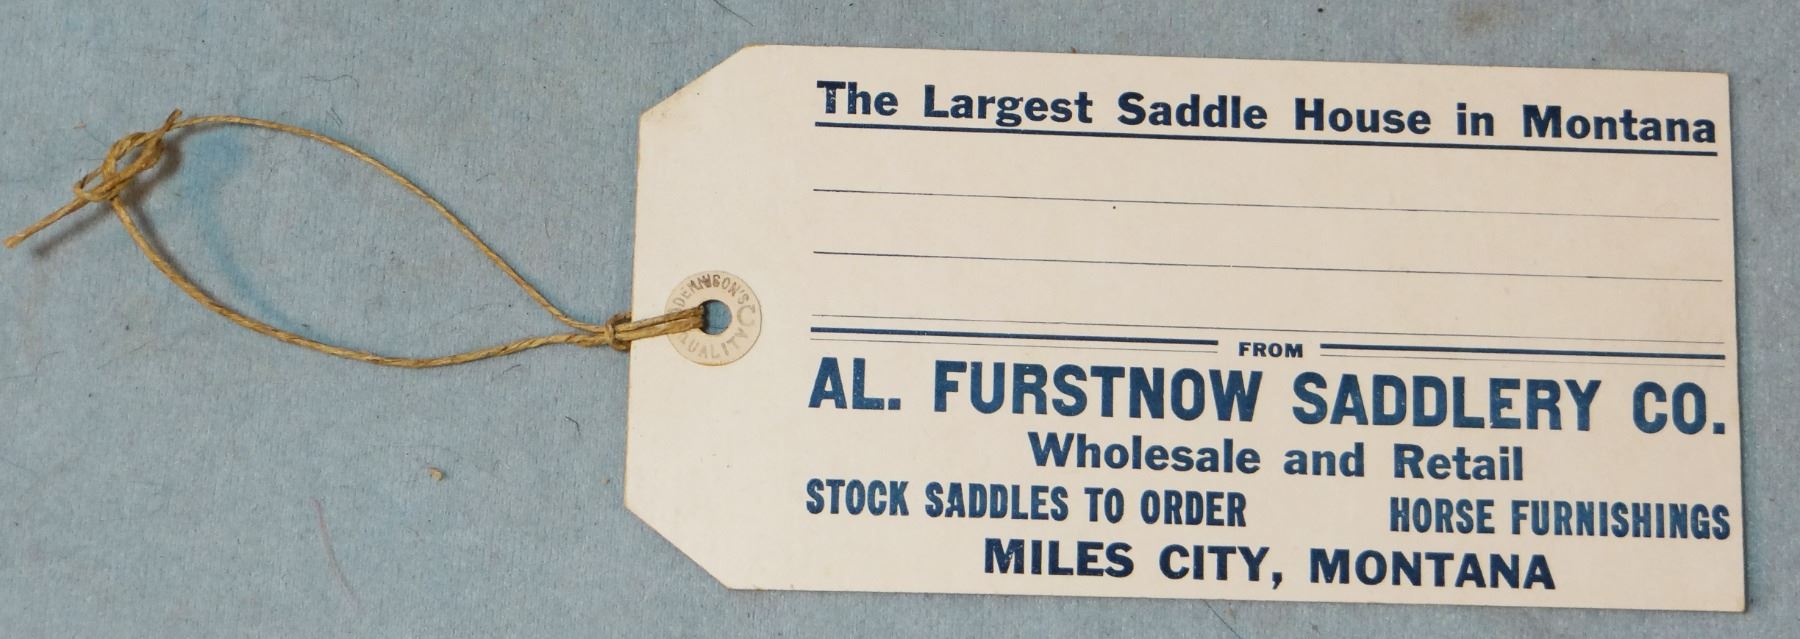 The Largest Saddle House in Montana
DENNISON'S
QUALITY
FROM
AL. FURSTNOW SADDLERY CO.
Wholesale and Retail
STOCK SADDLES TO ORDER HORSE FURNISHINGS
MILES CITY, MONTANA